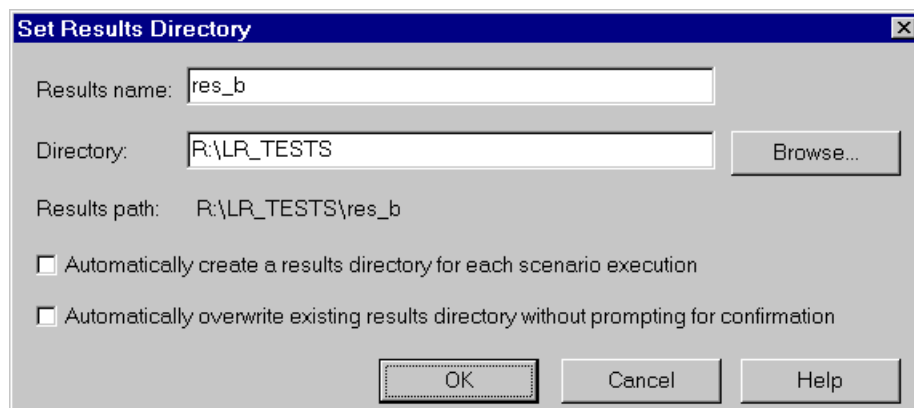 Set Results Directory
Results name: res_b
Directory: R:\LR_TESTS Browse...
Results path: R:\LR_TESTS\res_b
Automatically create a results directory for each scenario execution
Automatically overwrite existing results directory without prompting for confirmation
OK Cancel Help